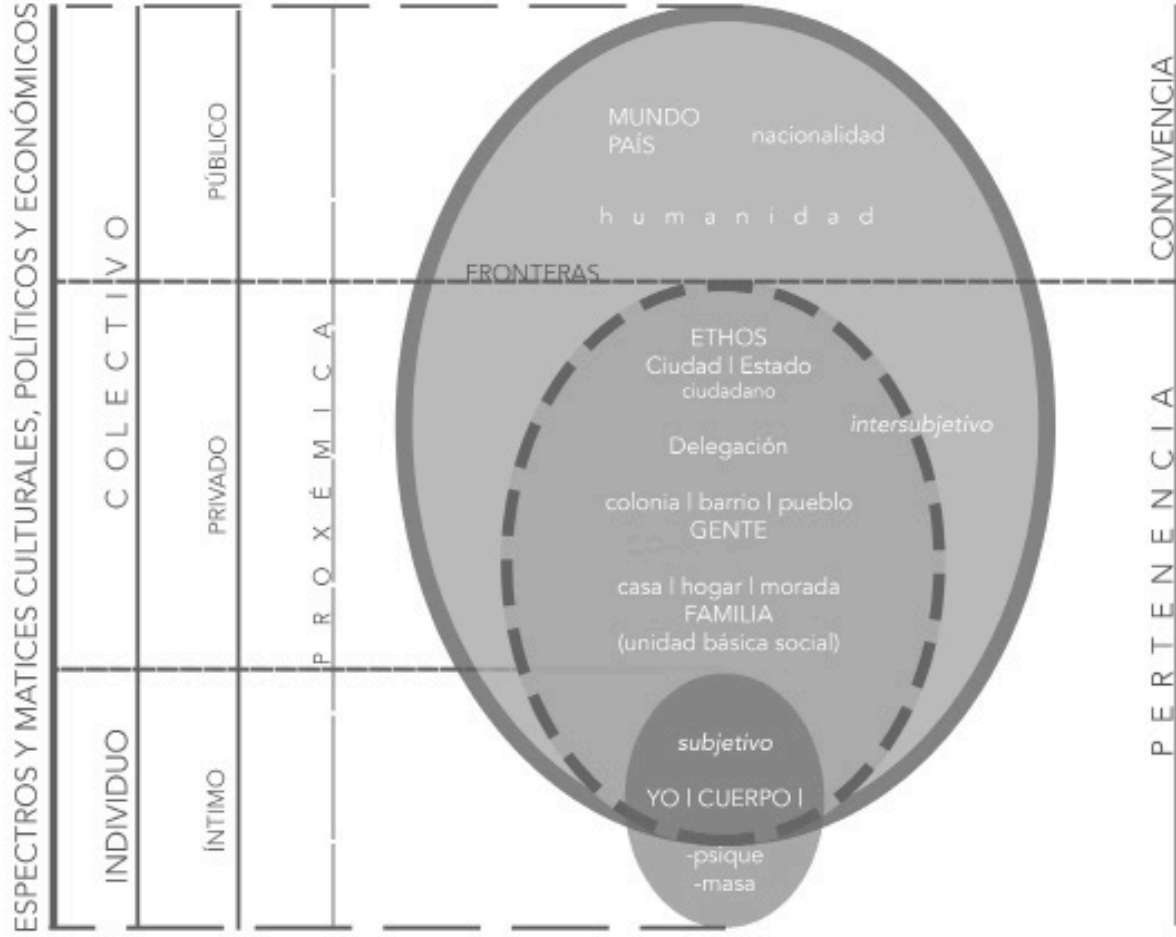 ESPECTROS Y MATICES CULTURALES, POLÍTICOS Y ECONÓMICOS
COLECTIVO
INDIVIDUO
PÚBLICO
PRIVADO
ÍNTIMO
PROXÉMICA
MUNDO
PAÍS
nacionalidad
humanidad
FRONTERAS
ETHOS
Ciudad | Estado
ciudadano
intersubjetivo
Delegación
colonia | barrio | pueblo
GENTE
casa | hogar | morada
FAMILIA
(unidad básica social)
subjetivo
YO | CUERPO |
-psique
-masa
CONVIVENCIA
PERTENENCIA